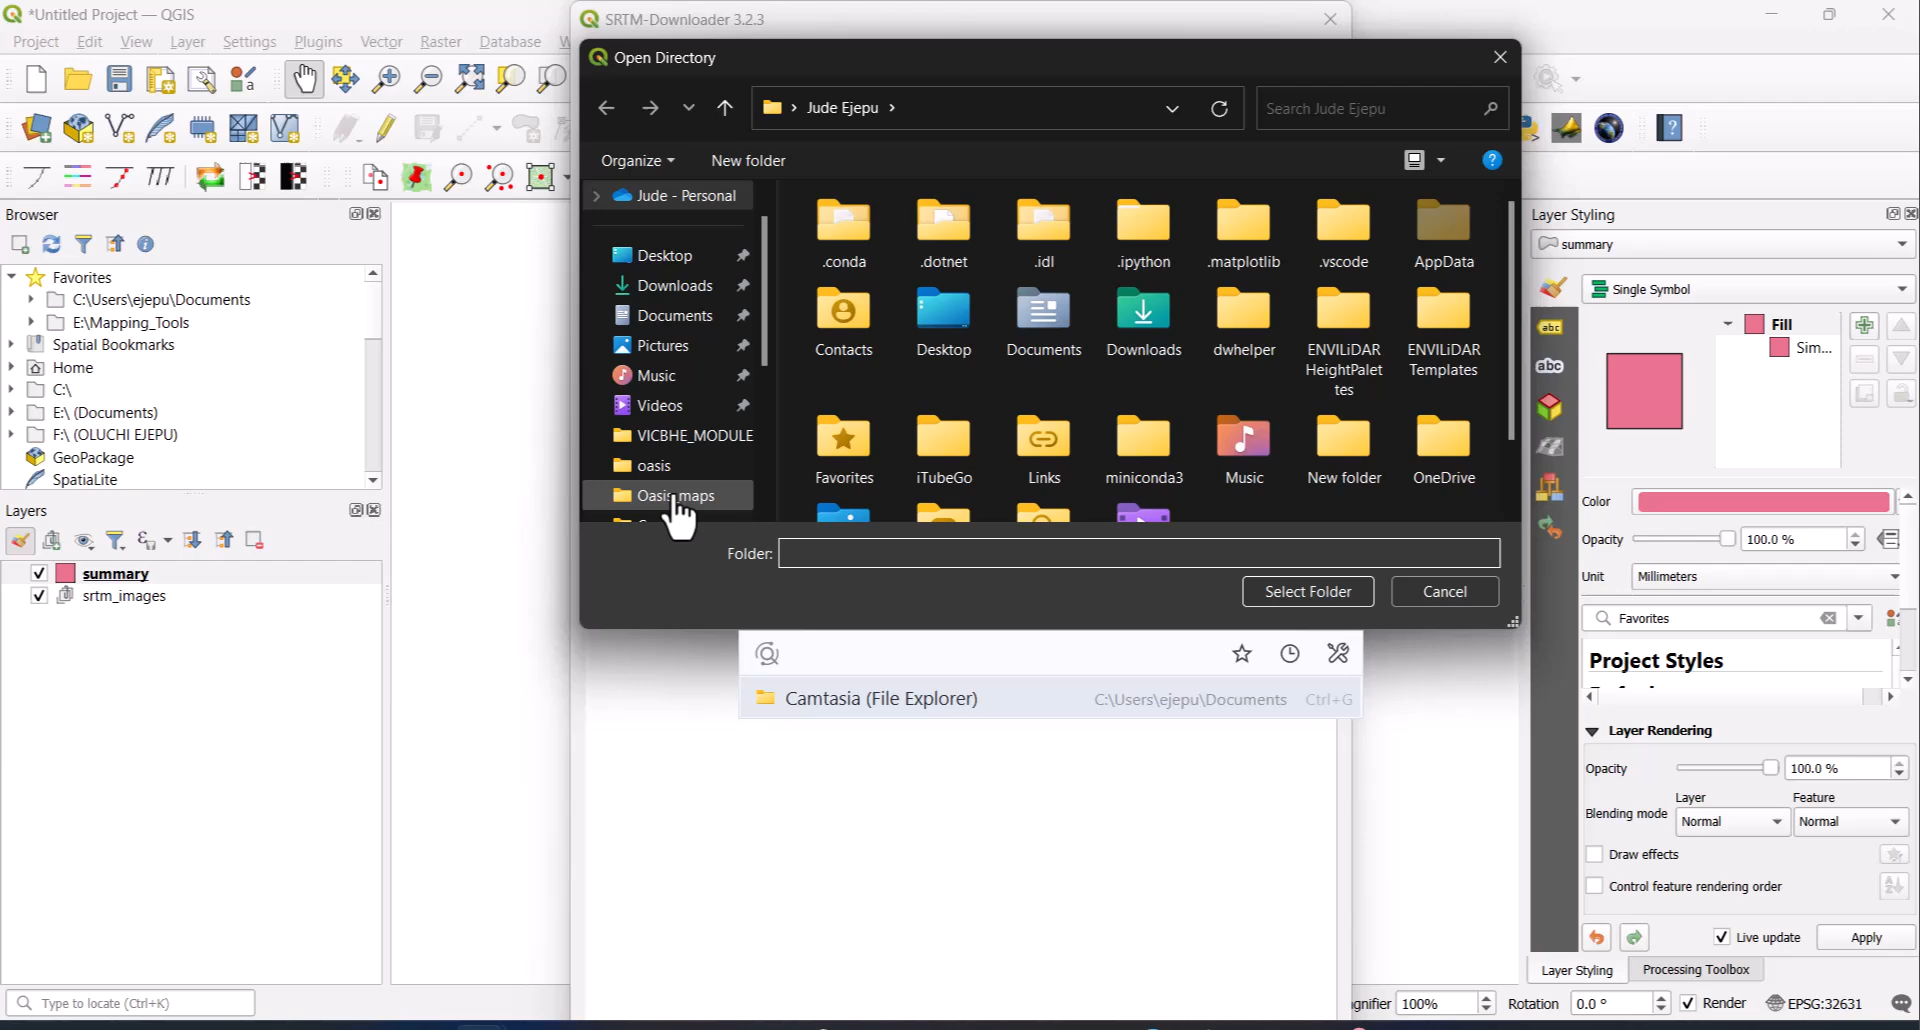 *Untitled Project — QGIS
Project Edit View Layer Settings Plugins Vector Raster Database
SRTM-Downloader 3.2.3
Open Directory
Jude Ejepu
Search Jude Ejepu
Organize New folder
Jude - Personal
Desktop
Downloads
Documents
Pictures
Music
Videos
VICBHE_MODULE
oasis
Oasis maps
.conda .dotnet .idl .ipython .matplotlib .vscode AppData
Contacts Desktop Documents Downloads dwhelper ENVILiDAR HeightPalet tes ENVILiDAR Templates
Favorites iTubeGo Links miniconda3 Music New folder OneDrive
Folder:
Select Folder Cancel
Camtasia (File Explorer) C:\Users\ejepu\Documents Ctrl+G
Browser
Favorites
C:\Users\ejepu\Documents
E:\Mapping_Tools
Spatial Bookmarks
Home
C:\
E:\ (Documents)
F:\ (OLUCHI EJEPU)
GeoPackage
SpatiaLite
Layers
summary
srtm_images
Type to locate (Ctrl+K)
Layer Styling
summary
Single Symbol
abc
abc
Fill
Sim...
Color
Opacity 100.0 %
Unit Millimeters
Favorites
Project Styles
Layer Rendering
Opacity 100.0 %
Layer Feature
Blending mode Normal Normal
Draw effects
Control feature rendering order
Live update Apply
Layer Styling Processing Toolbox
agnifier 100% Rotation 0.0 ° Render EPSG:32631